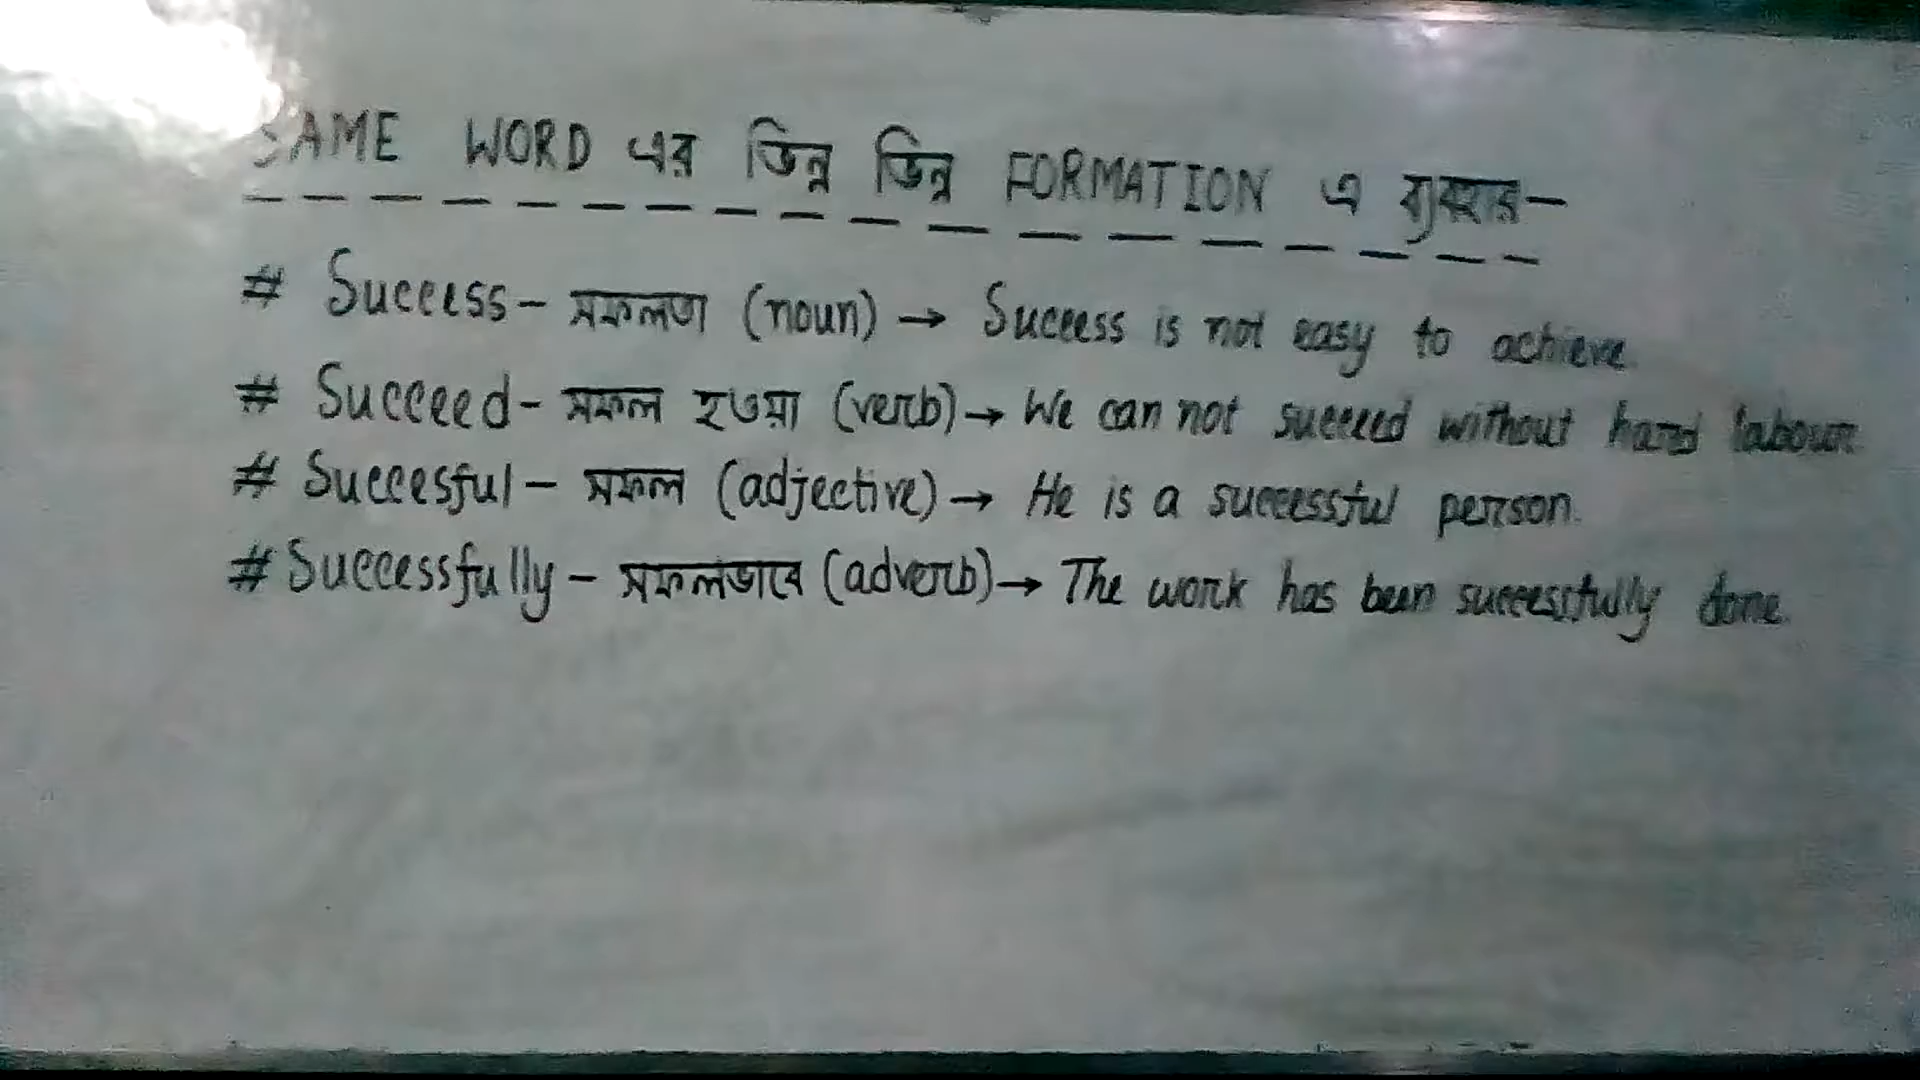 SAME WORD এর ভিন্ন ভিন্ন FORMATION এ ব্যবহার-
# Success- সফলতা (noun) → Success is not easy to achieve.
# Succeed- সফল হওয়া (verb) → We can not succeed without hard labour
# Succesful - সফল (adjective) → He is a successful person.
# Successfully - সফলভাবে (adverb) → The work has been successfully done.